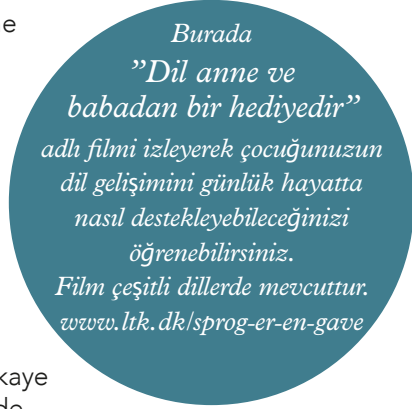 e
Burada
”Dil anne ve
babadan bir hediyedir”
adlı filmi izleyerek çocuğunuzun
dil gelişimini günlük hayatta
nasıl destekleyebileceğinizi
öğrenebilirsiniz.
Film çeşitli dillerde mevcuttur.
www.ltk.dk/sprog-er-en-gave
kaye